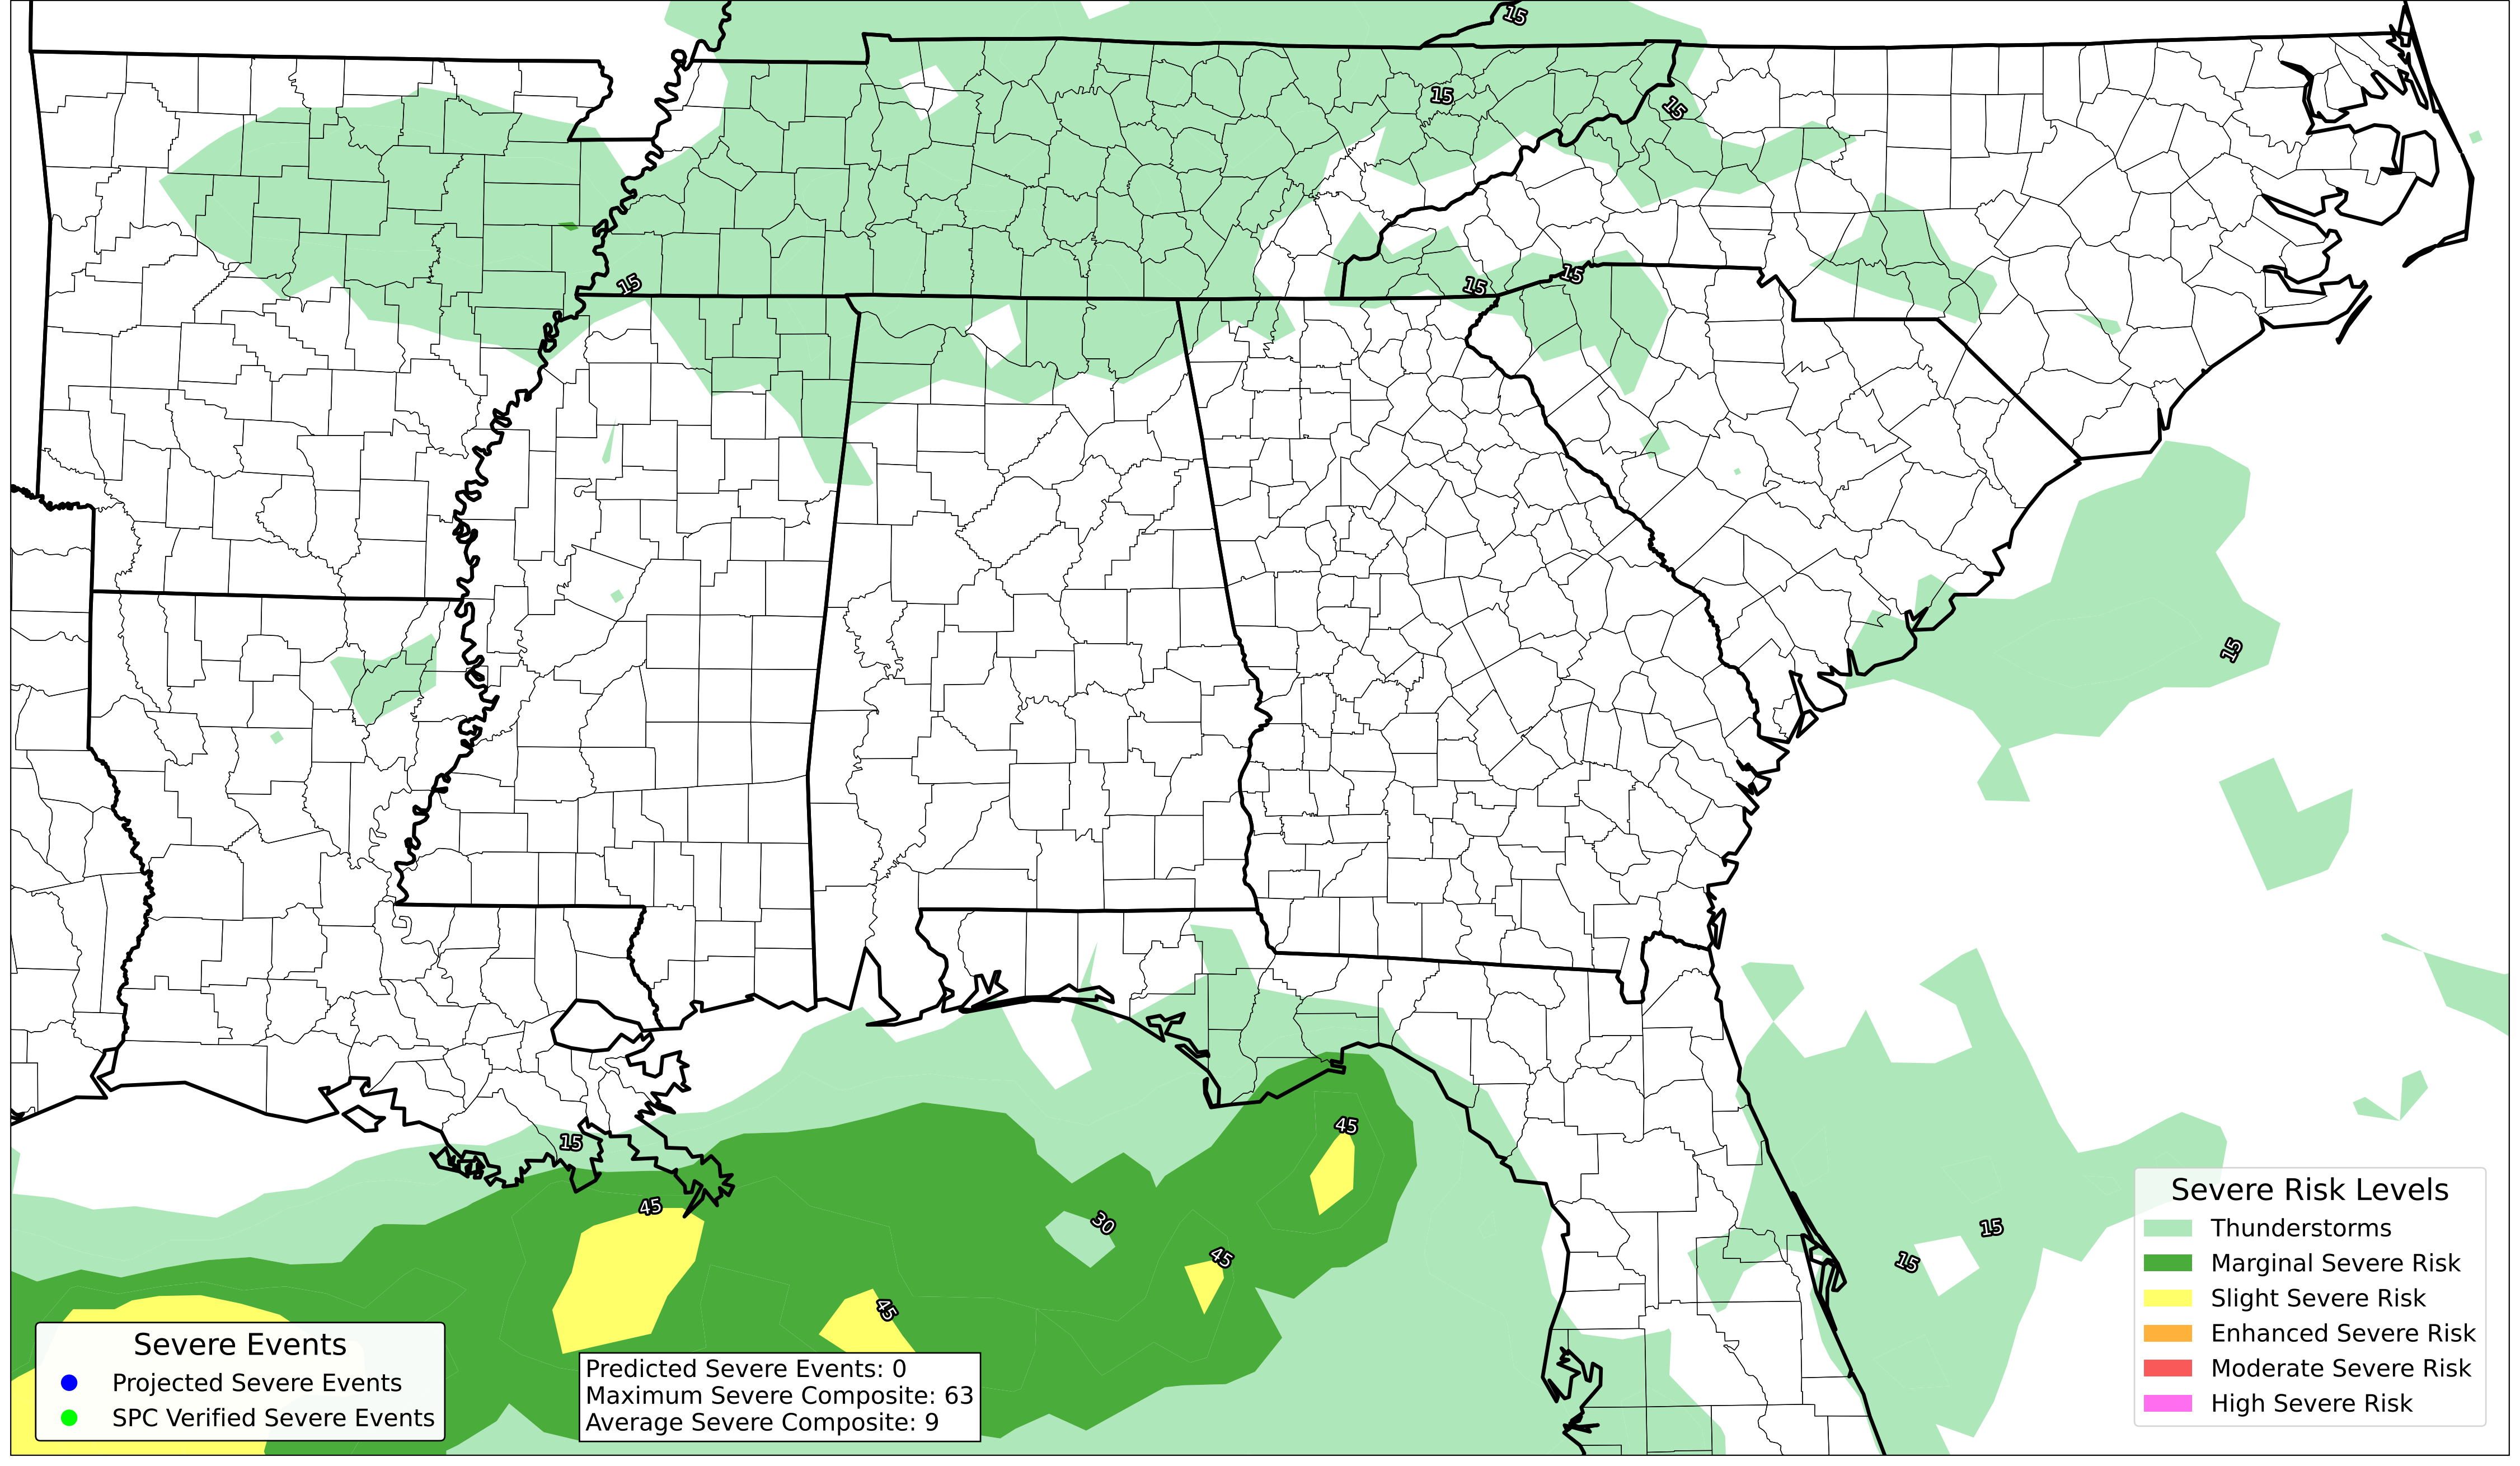 15
15
15
15
15
15
15
15
45
30
45
45
45
15
15
Severe Risk Levels
Thunderstorms
Marginal Severe Risk
Slight Severe Risk
Enhanced Severe Risk
Moderate Severe Risk
High Severe Risk
Severe Events
Projected Severe Events
SPC Verified Severe Events
Predicted Severe Events: 0
Maximum Severe Composite: 63
Average Severe Composite: 9